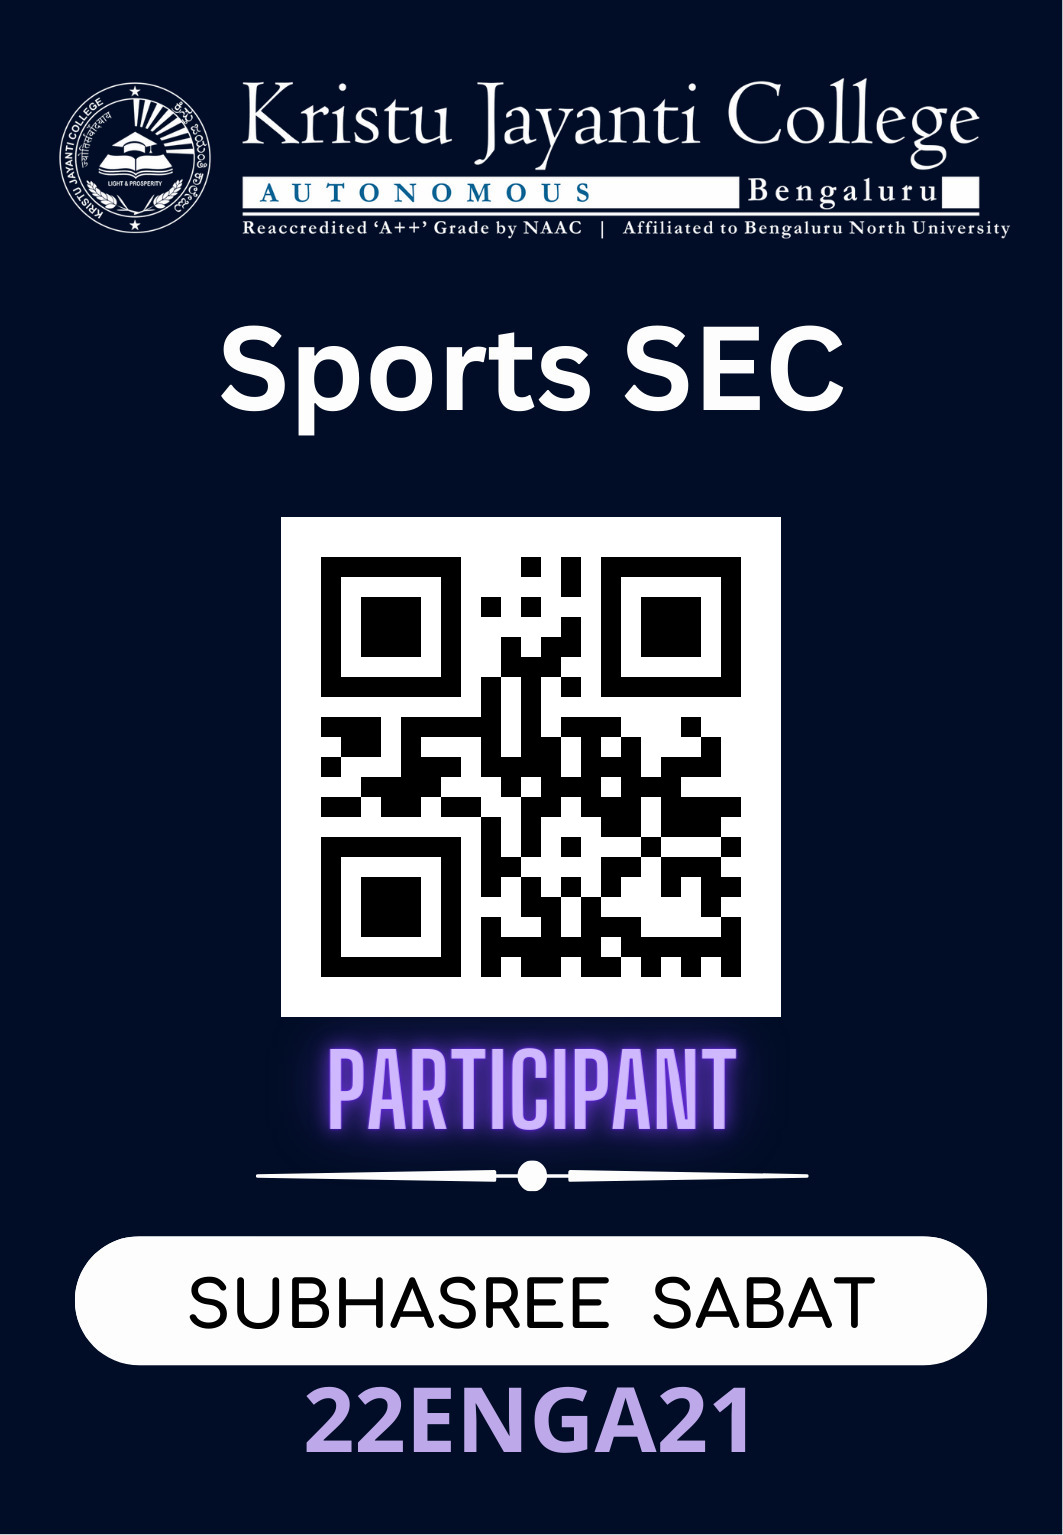 KRISTU JAYANTI COLLEGE
ಕ್ರಿಸ್ತು ಜಯಂತಿ ಕಾಲೇಜು
LIGHT & PROSPERITY
Kristu Jayanti College
AUTONOMOUS Bengaluru
Reaccredited ‘A++’ Grade by NAAC | Affiliated to Bengaluru North University
Sports SEC
PARTICIPANT
SUBHASREE SABAT
22ENGA21